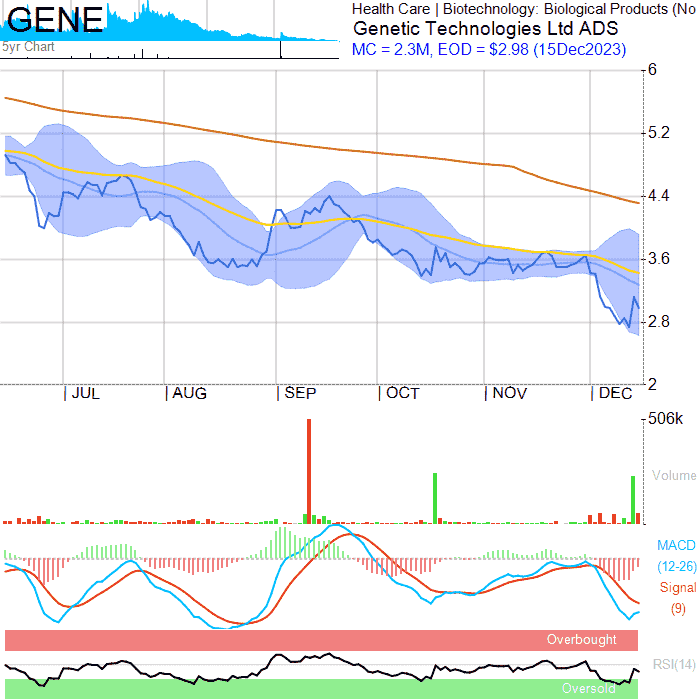 GENE
5yr Chart
Health Care | Biotechnology: Biological Products (No
Genetic Technologies Ltd ADS
MC = 2.3M, EOD = $2.98 (15Dec2023)
6
5.2
4.4
3.6
2.8
2
JUL AUG SEP OCT NOV DEC
506k
Volume
MACD
(12-26)
Signal
(9)
Overbought
RSI(14)
Oversold